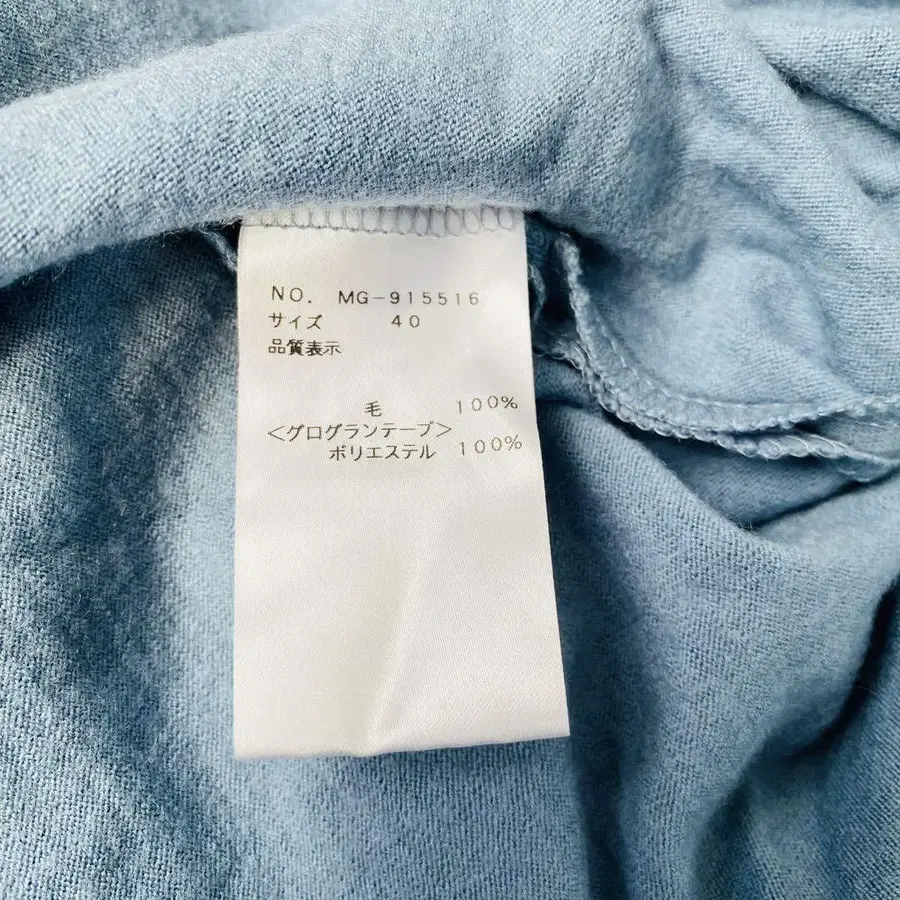 NO. MG-915516
サイズ 40
品質表示
毛 100%
<グログランテープ>
ポリエステル 100%